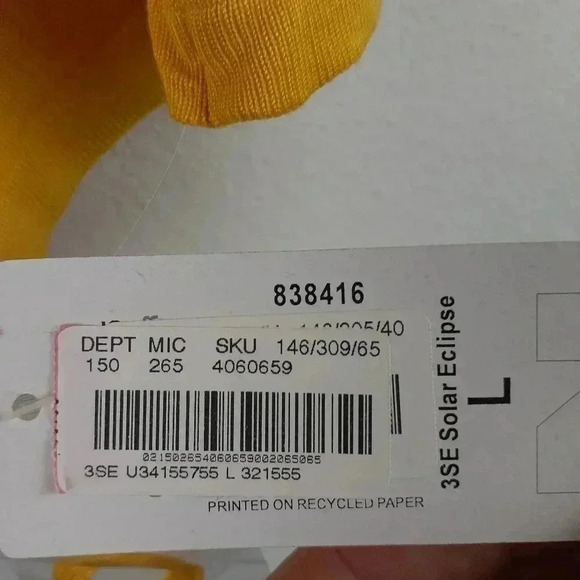 838416
DEPT MIC SKU 146/309/65
150 265 4060659
021502654060659002065065
3SE U34155755 L 321555
PRINTED ON RECYCLED PAPER
3SE Solar Eclipse
L